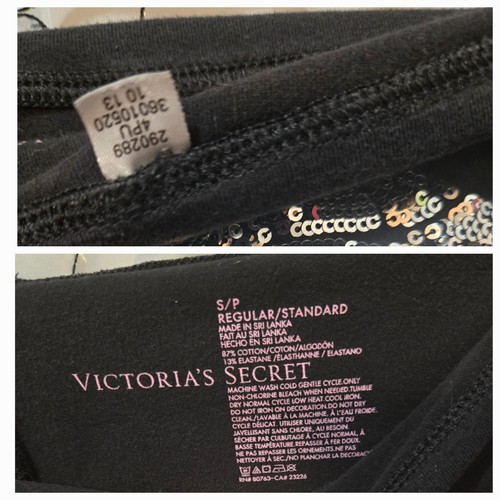 290289
4PU
36010520
10 13
S/P
REGULAR/STANDARD
MADE IN SRI LANKA
FAIT AU SRI LANKA
HECHO EN SRI LANKA
87% COTTON/COTON/ALGODÓN
13% ELASTANE /ÉLASTHANNE / ELASTANO
VICTORIA'S SECRET
MACHINE WASH COLD GENTLE CYCLE.ONLY
NON-CHLORINE BLEACH WHEN NEEDED.TUMBLE
DRY NORMAL CYCLE LOW HEAT.COOL IRON.
DO NOT IRON ON DECORATION.DO NOT DRY
CLEAN./LAVABLE À LA MACHINE, À L'EAU FROIDE,
CYCLE DÉLICAT. UTILISER UNIQUEMENT DU
JAVELLISANT SANS CHLORE, AU BESOIN.
SÉCHER PAR CULBUTAGE À CYCLE NORMAL, À
BASSE TEMPÉRATURE.REPASSER À FER DOUX.
NE PAS REPASSER LES ORNEMENTS.NE PAS
NETTOYER À SEC./NO PLANCHAR LA DECORAC
RN# 80763-CA# 23226